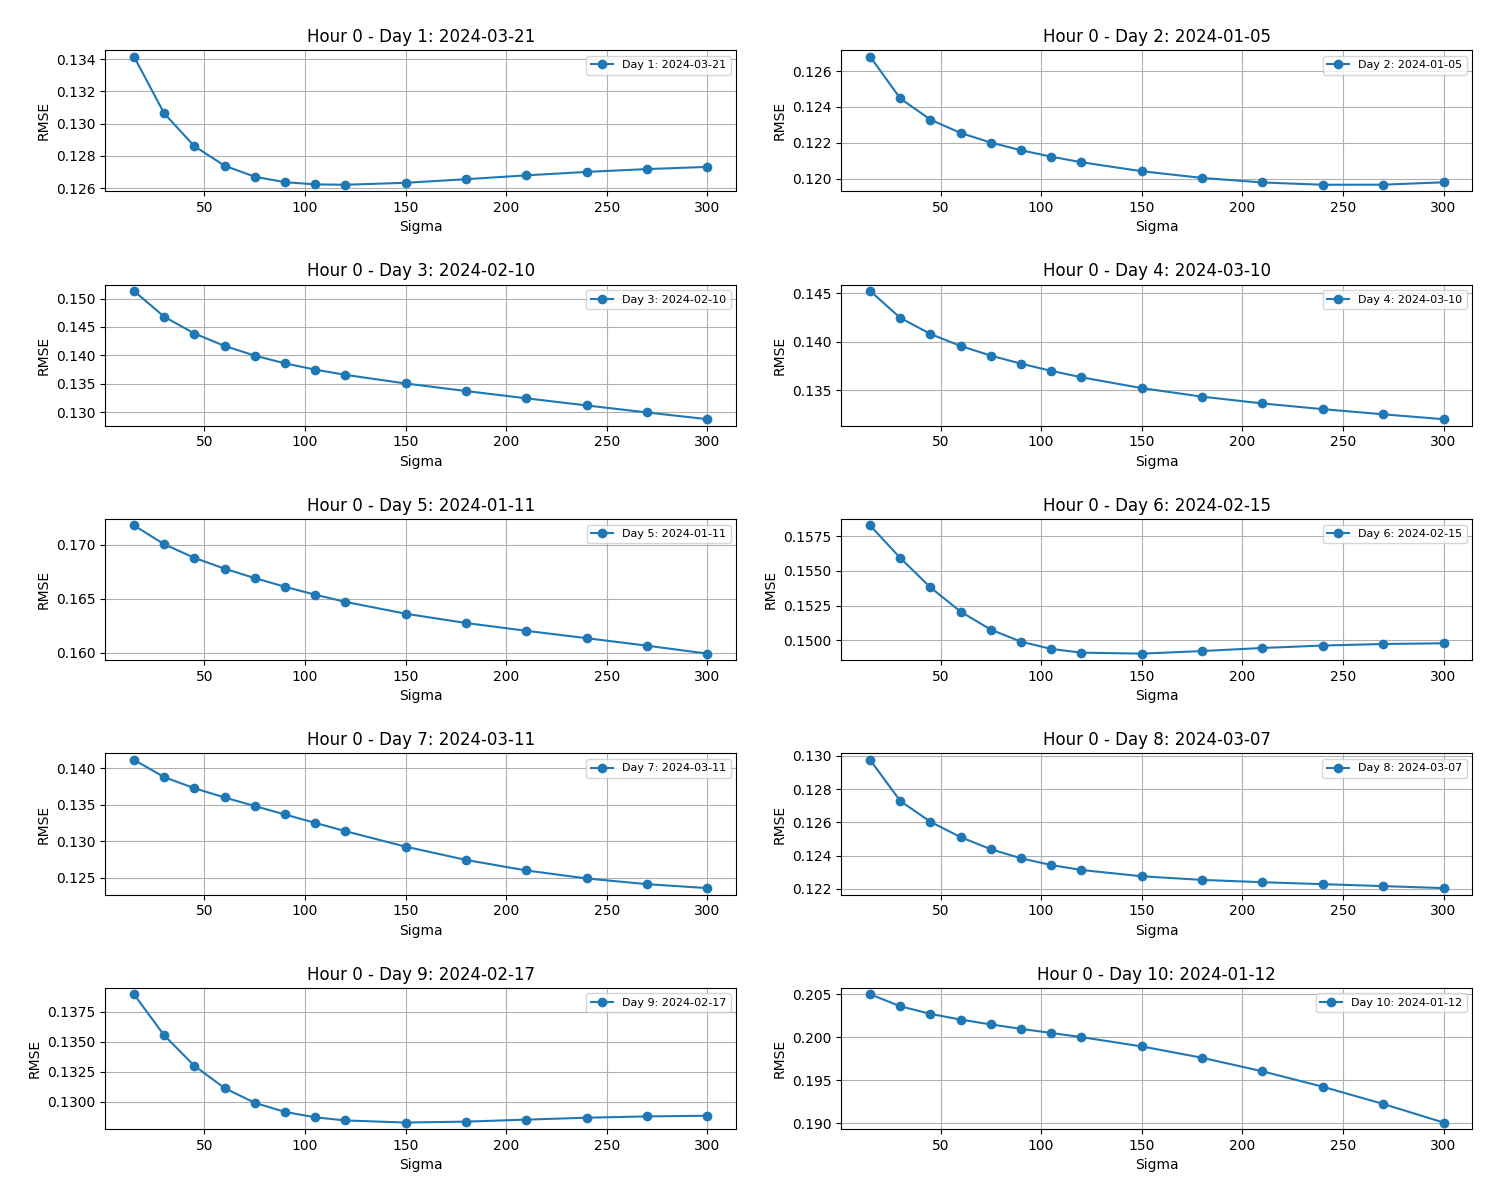 Hour 0 - Day 1: 2024-03-21
RMSE
0.134
0.132
0.130
0.128
0.126
Day 1: 2024-03-21
50 100 150 200 250 300
Sigma
Hour 0 - Day 2: 2024-01-05
RMSE
0.126
0.124
0.122
0.120
Day 2: 2024-01-05
50 100 150 200 250 300
Sigma
Hour 0 - Day 3: 2024-02-10
RMSE
0.150
0.145
0.140
0.135
0.130
Day 3: 2024-02-10
50 100 150 200 250 300
Sigma
Hour 0 - Day 4: 2024-03-10
RMSE
0.145
0.140
0.135
Day 4: 2024-03-10
50 100 150 200 250 300
Sigma
Hour 0 - Day 5: 2024-01-11
RMSE
0.170
0.165
0.160
Day 5: 2024-01-11
50 100 150 200 250 300
Sigma
Hour 0 - Day 6: 2024-02-15
RMSE
0.1575
0.1550
0.1525
0.1500
Day 6: 2024-02-15
50 100 150 200 250 300
Sigma
Hour 0 - Day 7: 2024-03-11
RMSE
0.140
0.135
0.130
0.125
Day 7: 2024-03-11
50 100 150 200 250 300
Sigma
Hour 0 - Day 8: 2024-03-07
RMSE
0.130
0.128
0.126
0.124
0.122
Day 8: 2024-03-07
50 100 150 200 250 300
Sigma
Hour 0 - Day 9: 2024-02-17
RMSE
0.1375
0.1350
0.1325
0.1300
Day 9: 2024-02-17
50 100 150 200 250 300
Sigma
Hour 0 - Day 10: 2024-01-12
RMSE
0.205
0.200
0.195
0.190
Day 10: 2024-01-12
50 100 150 200 250 300
Sigma